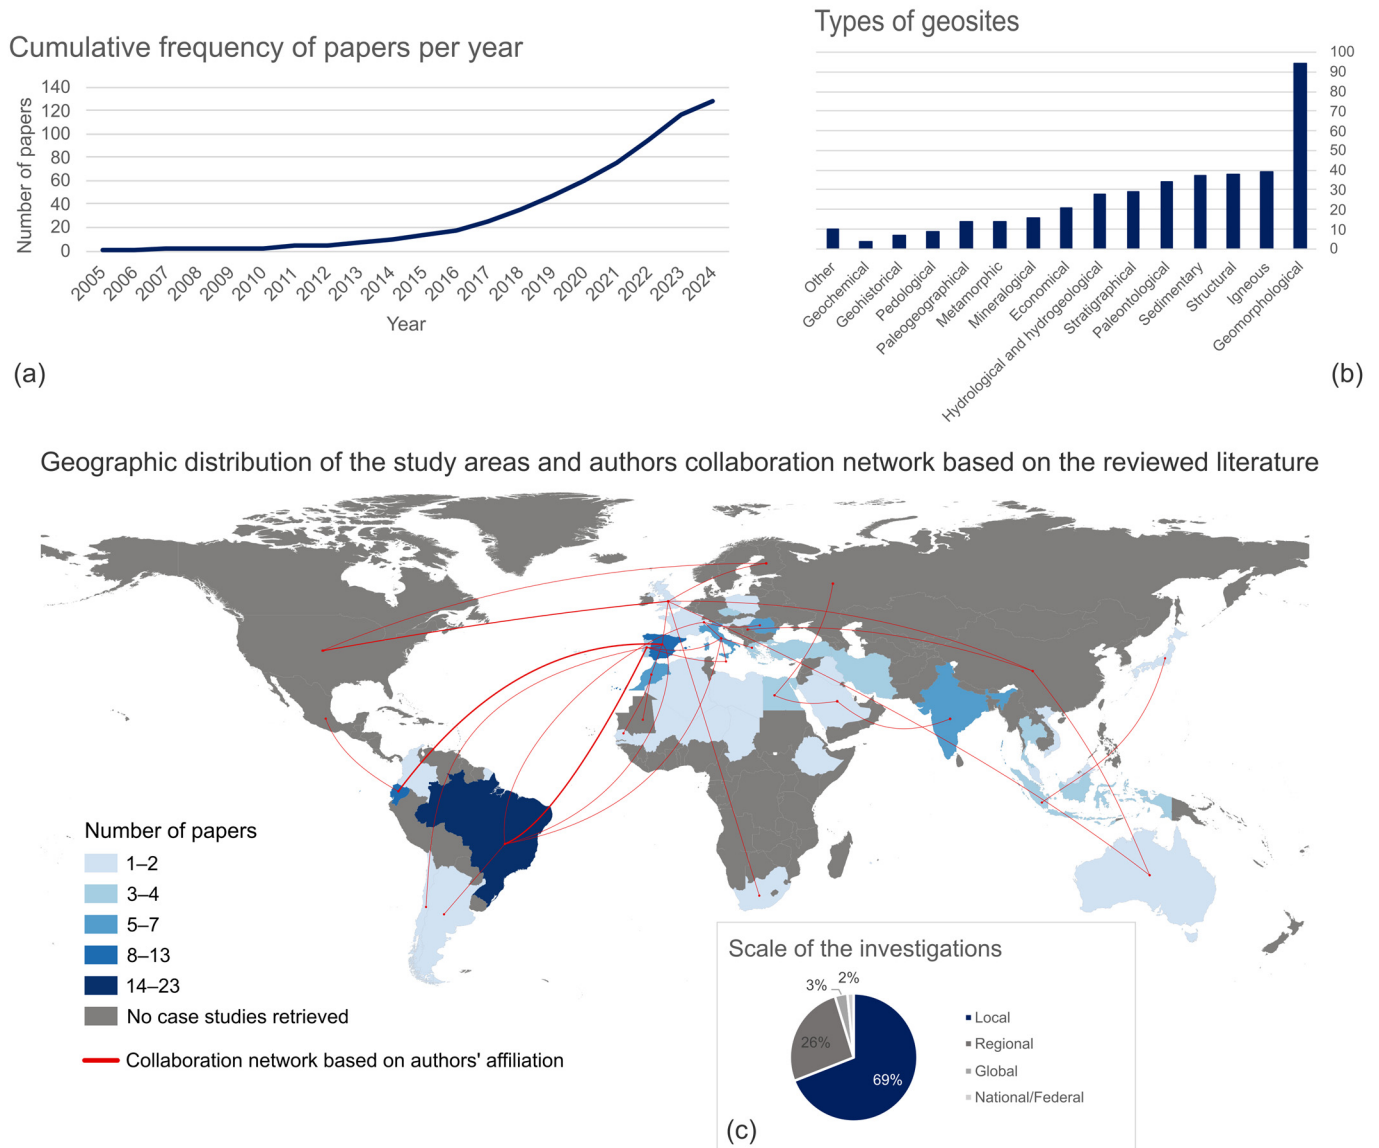 Cumulative frequency of papers per year
Number of papers
140
120
100
80
60
40
20
0
2005
2006
2007
2008
2009
2010
2011
2012
2013
2014
2015
2016
2017
2018
2019
2020
2021
2022
2023
2024
Year
(a)
Types of geosites
100
90
80
70
60
50
40
30
20
10
0
Other
Geochemical
Geohistorical
Pedological
Paleogeographical
Metamorphic
Mineralogical
Economical
Hydrological and hydrogeological
Stratigraphical
Paleontological
Sedimentary
Structural
Igneous
Geomorphological
(b)
Geographic distribution of the study areas and authors collaboration network based on the reviewed literature
Number of papers
1–2
3–4
5–7
8–13
14–23
No case studies retrieved
Collaboration network based on authors' affiliation
Scale of the investigations
3%
2%
26%
69%
Local
Regional
Global
National/Federal
(c)